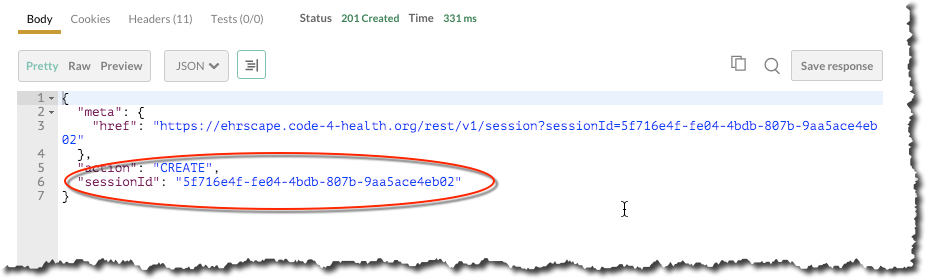 Body Cookies Headers (11) Tests (0/0) Status 201 Created Time 331 ms
Pretty Raw Preview JSON Save response
1 {
2 "meta": {
3 "href": "https://ehrscape.code-4-health.org/rest/v1/session?sessionId=5f716e4f-fe04-4bdb-807b-9aa5ace4eb
02"
4 },
5 "action": "CREATE",
6 "sessionId": "5f716e4f-fe04-4bdb-807b-9aa5ace4eb02"
7 }